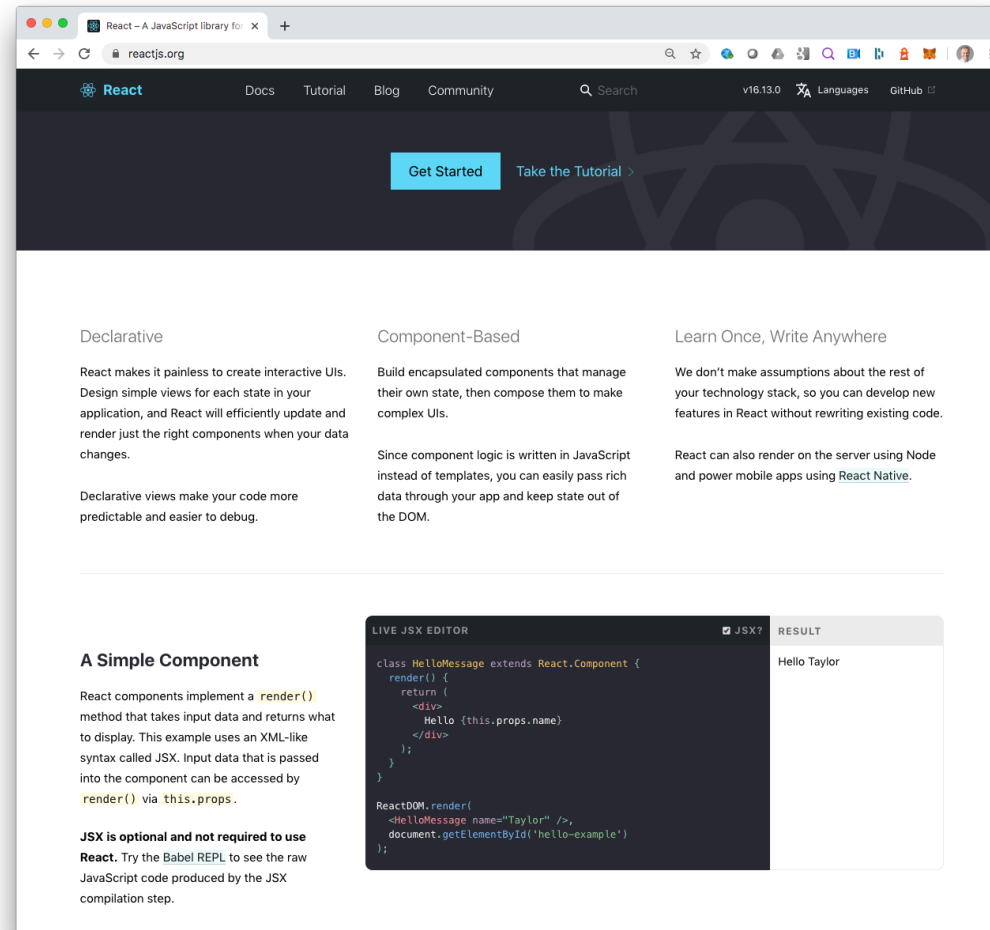 React – A JavaScript library for
reactjs.org
React
Docs
Tutorial
Blog
Community
Search
v16.13.0
Languages
GitHub
Get Started
Take the Tutorial
Declarative
React makes it painless to create interactive UIs.
Design simple views for each state in your
application, and React will efficiently update and
render just the right components when your data
changes.
Declarative views make your code more
predictable and easier to debug.
Component-Based
Build encapsulated components that manage
their own state, then compose them to make
complex UIs.
Since component logic is written in JavaScript
instead of templates, you can easily pass rich
data through your app and keep state out of
the DOM.
Learn Once, Write Anywhere
We don’t make assumptions about the rest of
your technology stack, so you can develop new
features in React without rewriting existing code.
React can also render on the server using Node
and power mobile apps using React Native.
A Simple Component
React components implement a render()
method that takes input data and returns what
to display. This example uses an XML-like
syntax called JSX. Input data that is passed
into the component can be accessed by
render() via this.props.
JSX is optional and not required to use
React. Try the Babel REPL to see the raw
JavaScript code produced by the JSX
compilation step.
LIVE JSX EDITOR
JSX?
class HelloMessage extends React.Component {
  render() {
    return (
      <div>
        Hello {this.props.name}
      </div>
    );
  }
}
ReactDOM.render(
  <HelloMessage name="Taylor" />,
  document.getElementById('hello-example')
);
RESULT
Hello Taylor